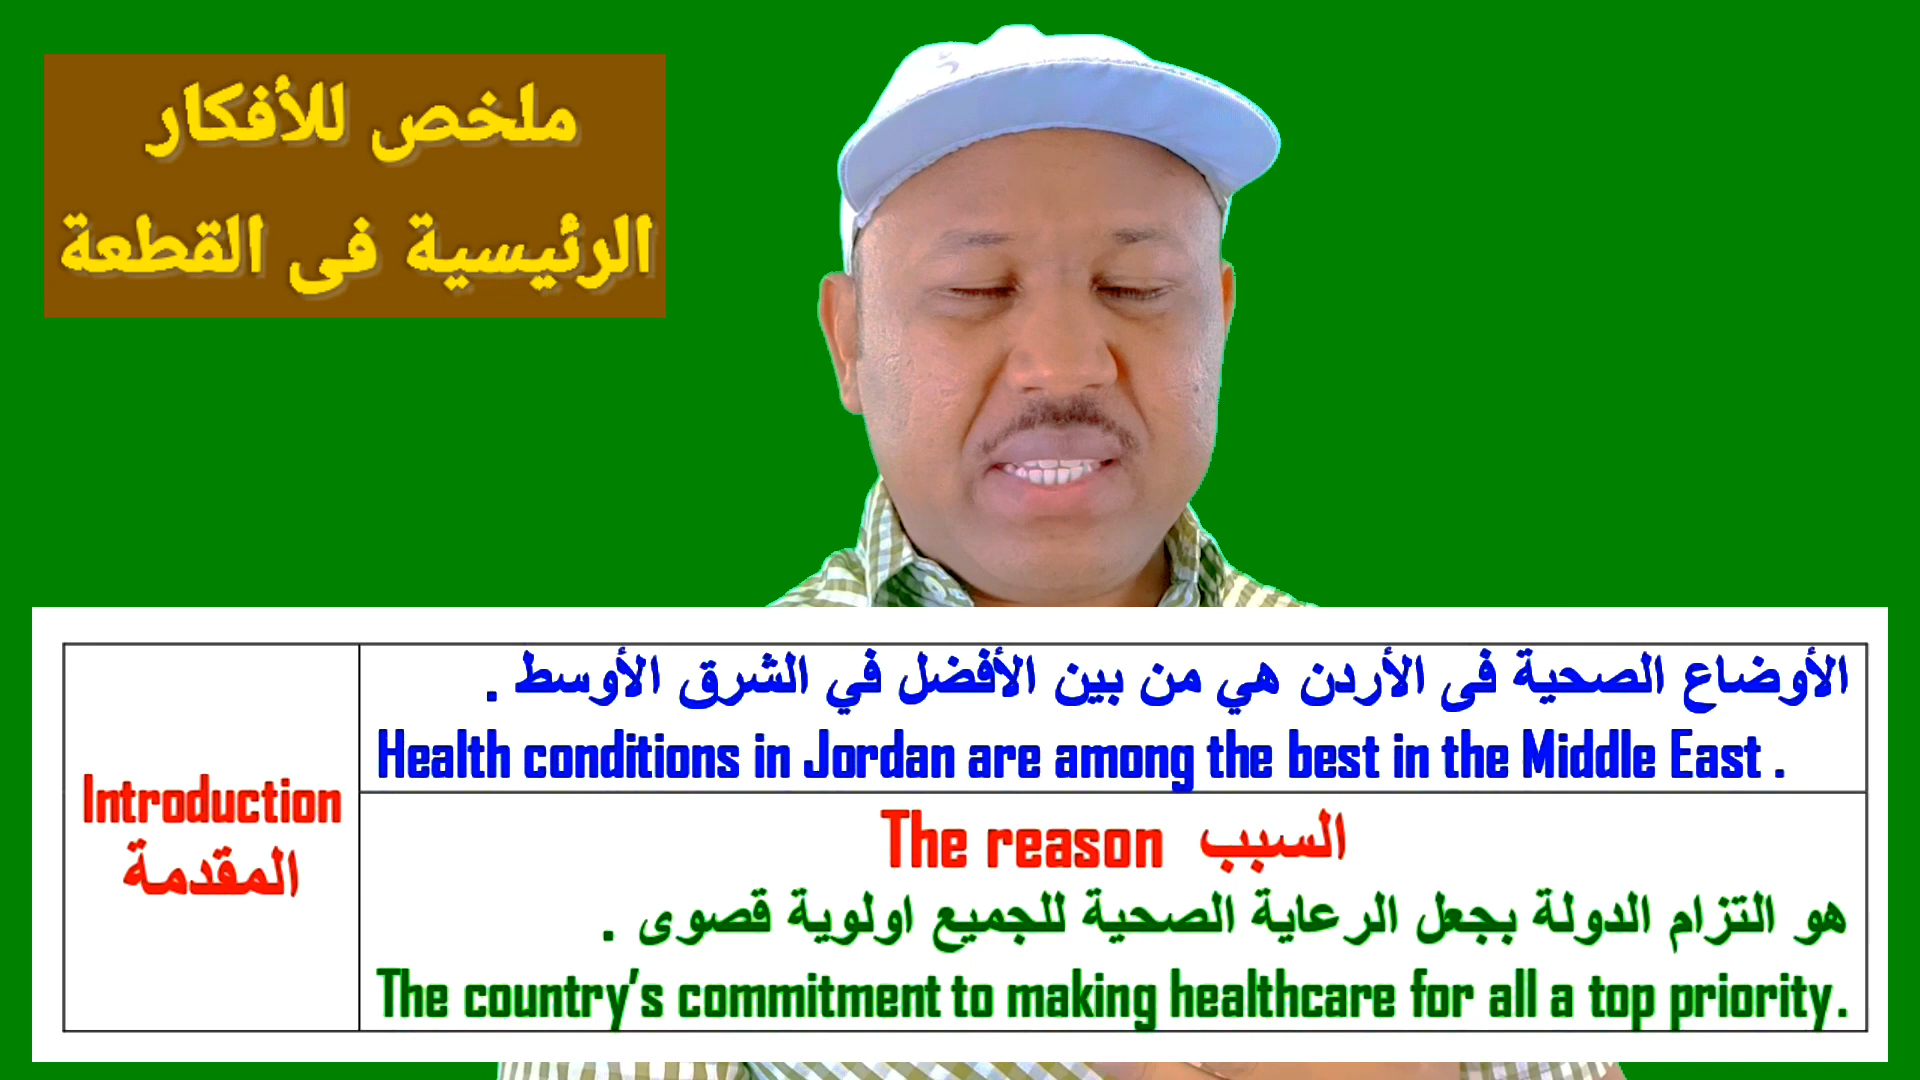 ملخص للأفكار
الرئيسية فى القطعة
Introduction
المقدمة
الأوضاع الصحية فى الأردن هي من بين الأفضل في الشرق الأوسط .
Health conditions in Jordan are among the best in the Middle East .
The reason السبب
هو التزام الدولة بجعل الرعاية الصحية للجميع اولوية قصوى .
The country's commitment to making healthcare for all a top priority.